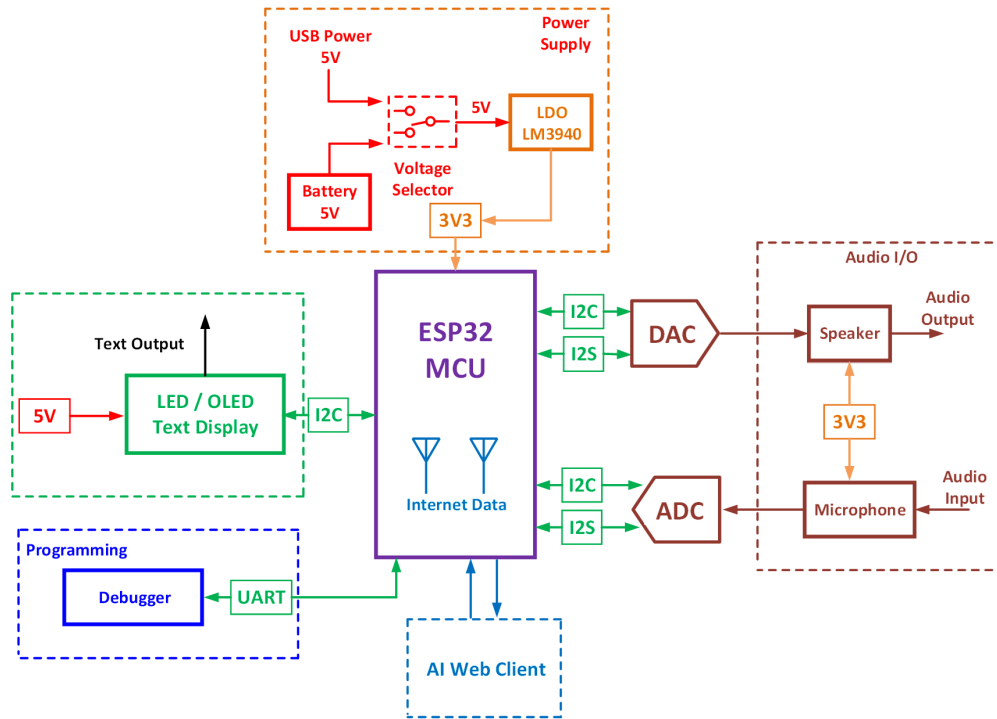 USB Power
5V
Power
Supply
5V
LDO
LM3940
Voltage
Selector
Battery
5V
3V3
ESP32
MCU
Internet Data
Text Output
5V
LED / OLED
Text Display
I2C
I2C
I2S
DAC
Audio I/O
Speaker
Audio
Output
3V3
I2C
I2S
ADC
Microphone
Audio
Input
Programming
Debugger
UART
AI Web Client